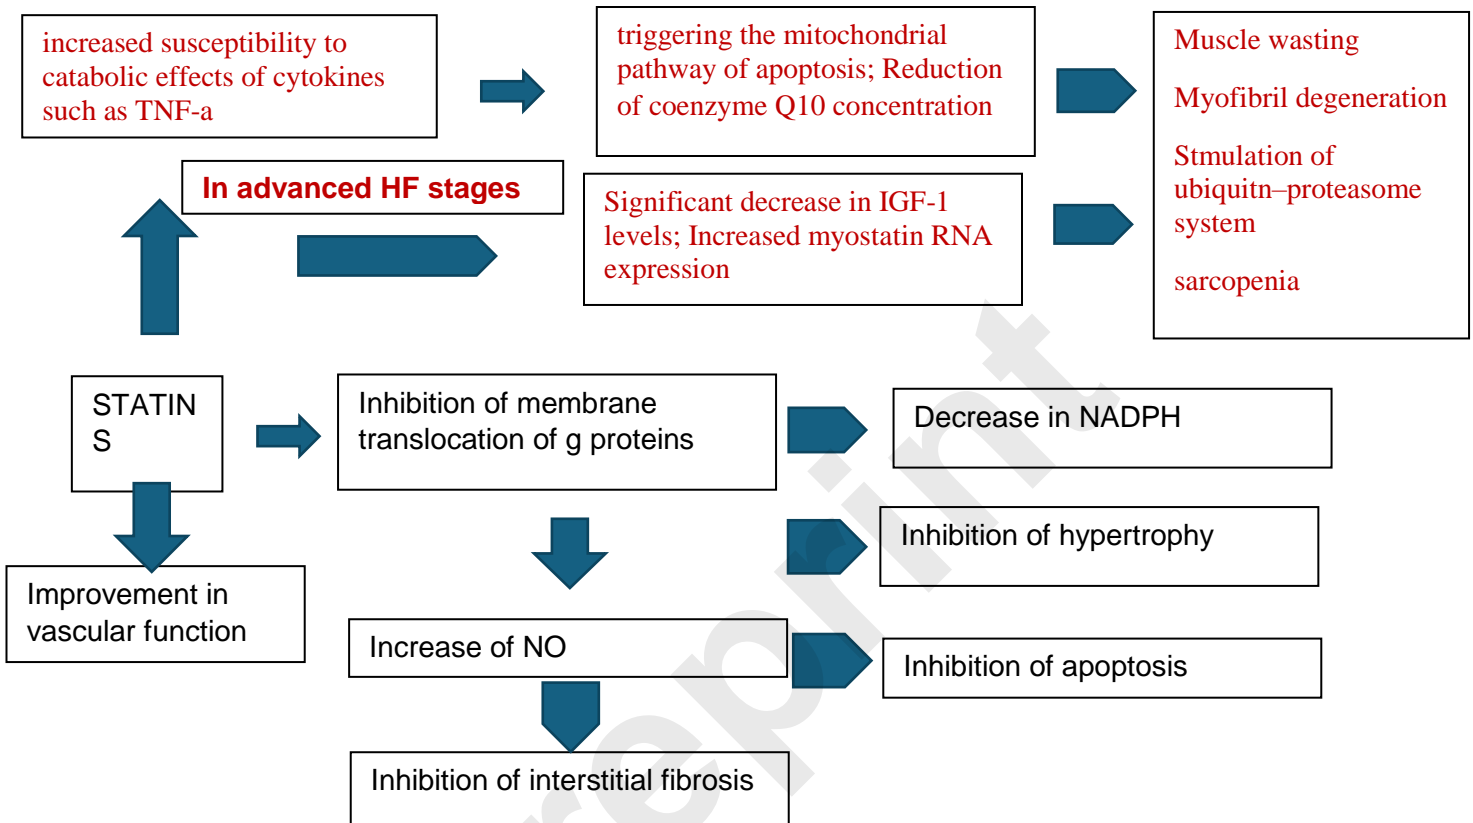 increased susceptibility to
catabolic effects of cytokines
such as TNF-a
triggering the mitochondrial
pathway of apoptosis; Reduction
of coenzyme Q10 concentration
Muscle wasting
Myofibril degeneration
Stmulation of
ubiquitn–proteasome
system
sarcopenia
In advanced HF stages
Significant decrease in IGF-1
levels; Increased myostatin RNA
expression
STATIN
S
Inhibition of membrane
translocation of g proteins
Decrease in NADPH
Inhibition of hypertrophy
Improvement in
vascular function
Increase of NO
Inhibition of apoptosis
Inhibition of interstitial fibrosis
reprint